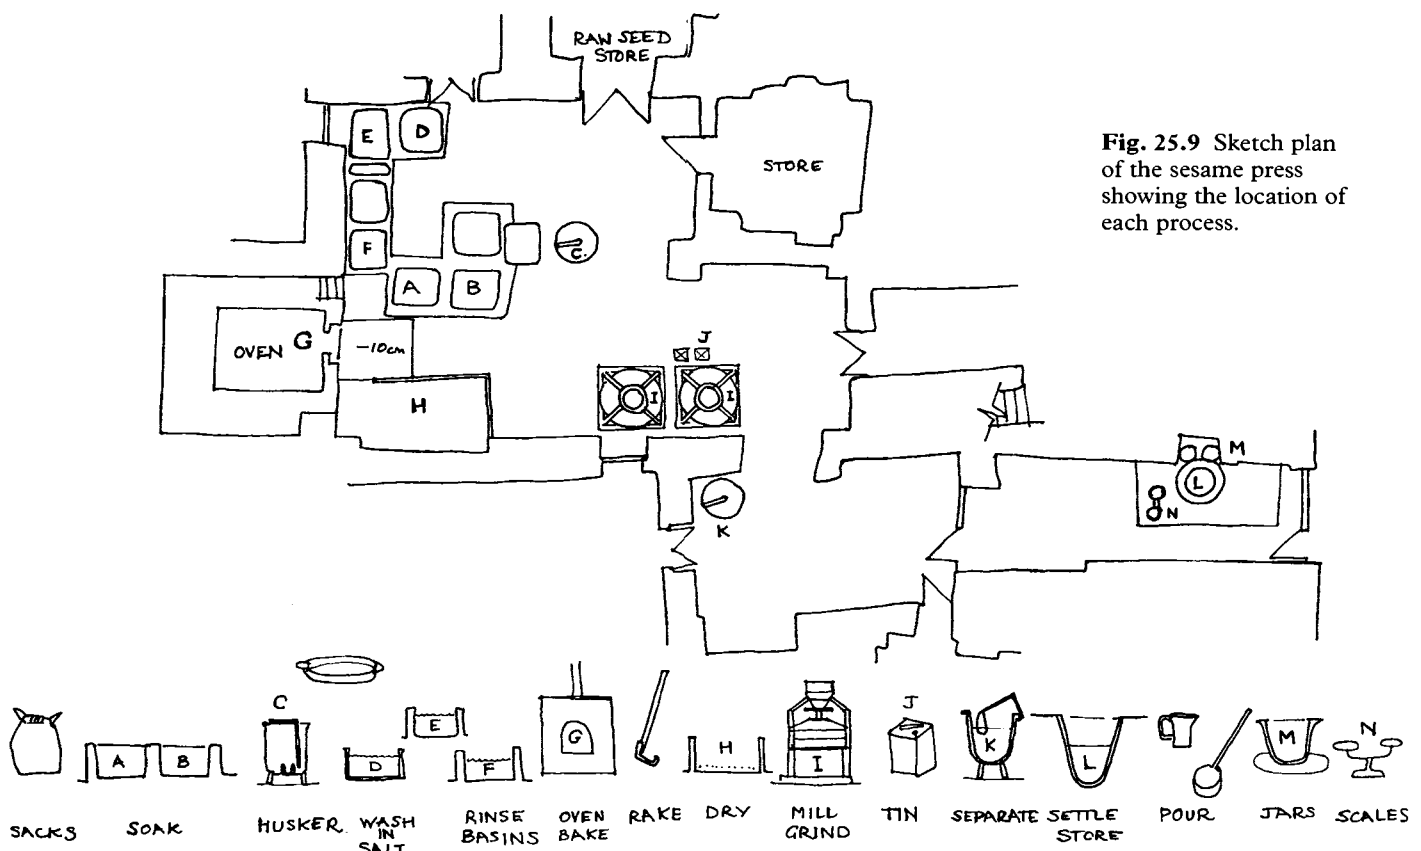 RAW SEED
STORE
E
D
STORE
Fig. 25.9 Sketch plan
of the sesame press
showing the location of
each process.
F
C.
A
B
OVEN G
-10cm
J
H
I
I
M
L
N
K
C
J
N
E
G
H
K
M
A
B
D
F
I
L
SACKS
SOAK
HUSKER
WASH
IN
SALT
RINSE
BASINS
OVEN
BAKE
RAKE
DRY
MILL
GRIND
TIN
SEPARATE
SETTLE
STORE
POUR
JARS
SCALES